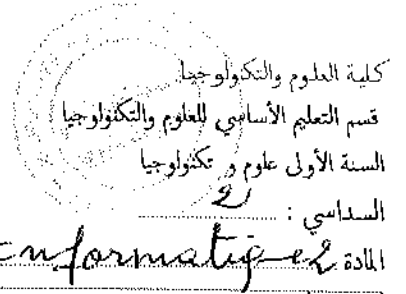 كلية العلوم والتكنولوجيا
قسم التعليم الأساسي للعلوم والتكنولوجيا
السنة الأولى علوم و تكنولوجيا
السداسي : 2
المادة Informatique 2